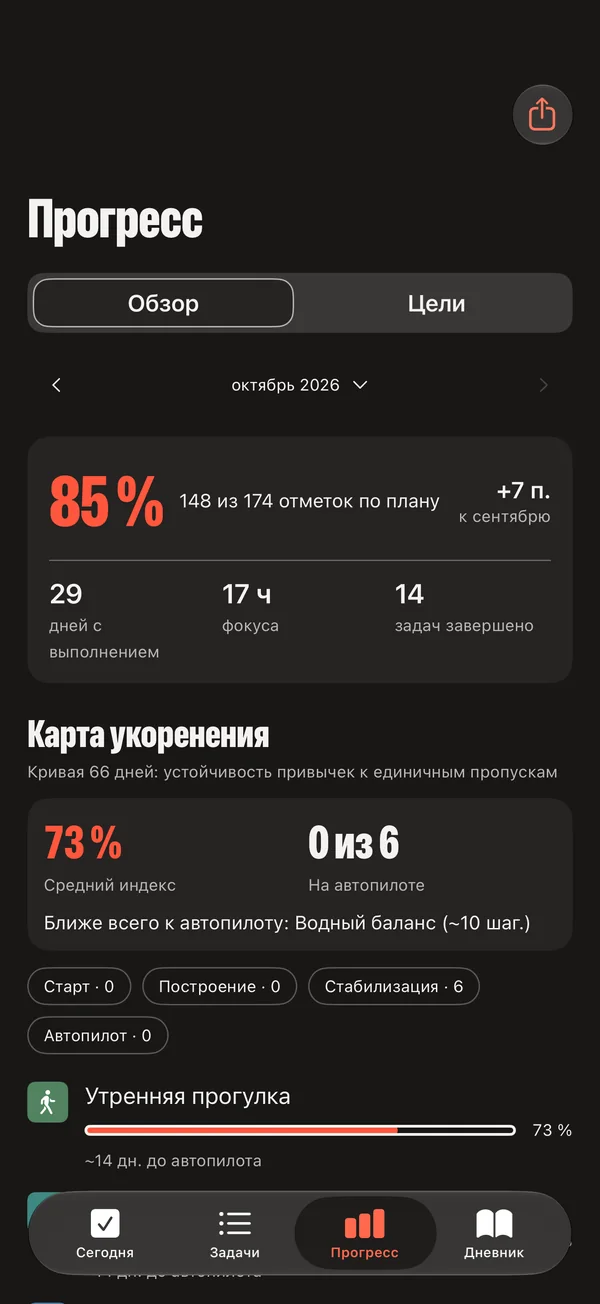 Прогресс
Обзор
Цели
октябрь 2026
85 %
148 из 174 отметок по плану
+7 п.
к сентябрю
29
дней с
выполнением
17 ч
фокуса
14
задач завершено
Карта укоренения
Кривая 66 дней: устойчивость привычек к единичным пропускам
73 %
Средний индекс
0 из 6
На автопилоте
Ближе всего к автопилоту: Водный баланс (~10 шаг.)
Старт · 0
Построение · 0
Стабилизация · 6
Автопилот · 0
Утренняя прогулка
73 %
~14 дн. до автопилота
Сегодня
Задачи
Прогресс
Дневник